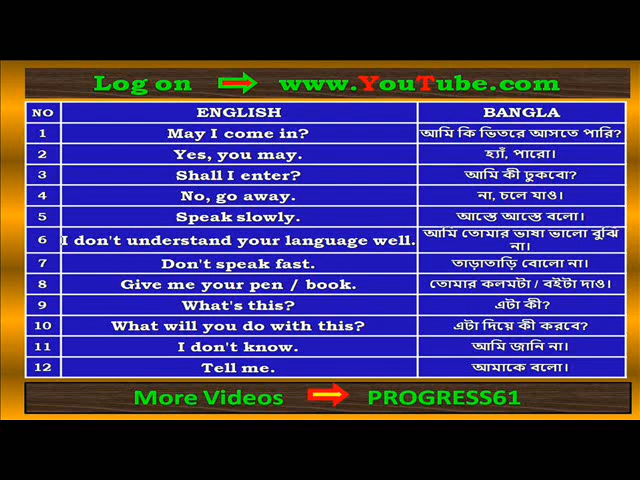 Log on www.YouTube.com
NO ENGLISH BANGLA
1 May I come in? আমি কি ভিতরে আসতে পারি?
2 Yes, you may. হ্যাঁ, পারো।
3 Shall I enter? আমি কী ঢুকবো?
4 No, go away. না, চলে যাও।
5 Speak slowly. আস্তে আস্তে বলো।
6 I don't understand your language well. আমি তোমার ভাষা ভালো বুঝি
না।
7 Don't speak fast. তাড়াতাড়ি বোলো না।
8 Give me your pen / book. তোমার কলমটা / বইটা দাও।
9 What's this? এটা কী?
10 What will you do with this? এটা দিয়ে কী করবে?
11 I don't know. আমি জানি না।
12 Tell me. আমাকে বলো।
More Videos PROGRESS61